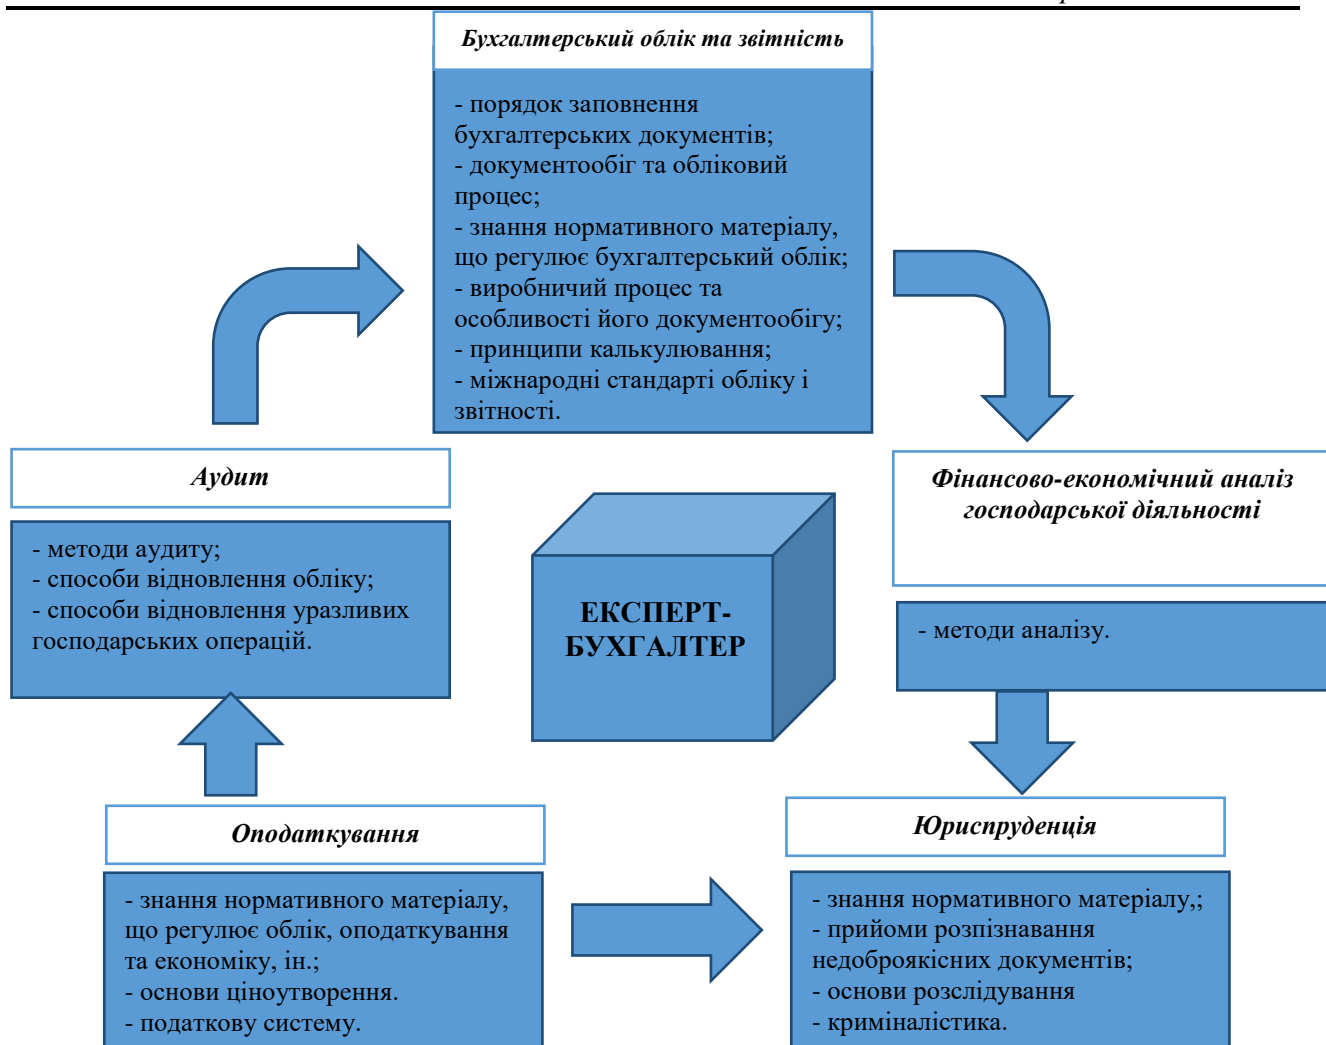 Бухгалтерський облік та звітність
- порядок заповнення
бухгалтерських документів;
- документообіг та обліковий
процес;
- знання нормативного матеріалу,
що регулює бухгалтерський облік;
- виробничий процес та
особливості його документообігу;
- принципи калькулювання;
- міжнародні стандарті обліку і
звітності.
Аудит
- методи аудиту;
- способи відновлення обліку;
- способи відновлення уразливих
господарських операцій.
ЕКСПЕРТ-
БУХГАЛТЕР
Фінансово-економічний аналіз
господарської діяльності
- методи аналізу.
Оподаткування
- знання нормативного матеріалу,
що регулює облік, оподаткування
та економіку, ін.;
- основи ціноутворення.
- податкову систему.
Юриспруденція
- знання нормативного матеріалу,;
- прийоми розпізнавання
недоброякісних документів;
- основи розслідування
- криміналістика.